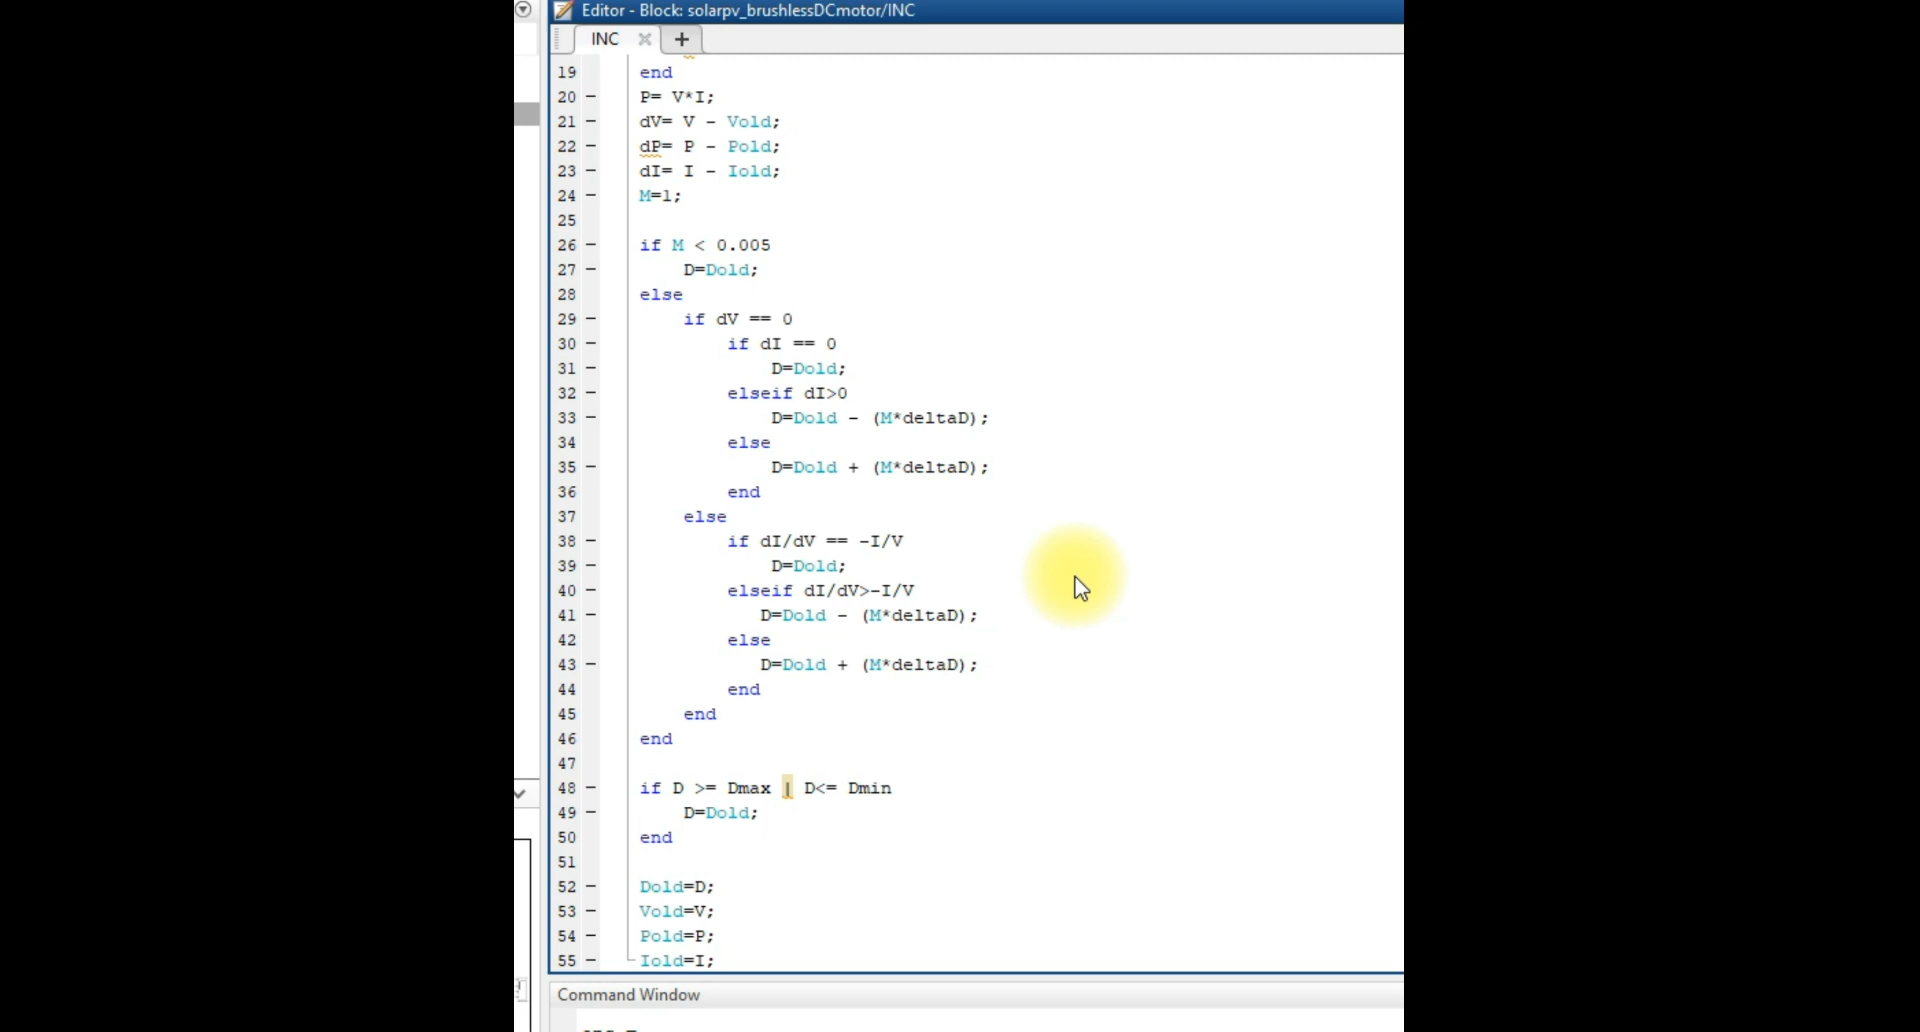 Editor - Block: solarpv_brushlessDCmotor/INC
INC
19 end
20 P= V*I;
21 dV= V - Vold;
22 dP= P - Pold;
23 dI= I - Iold;
24 M=1;
25
26 if M < 0.005
27 D=Dold;
28 else
29 if dV == 0
30 if dI == 0
31 D=Dold;
32 elseif dI>0
33 D=Dold - (M*deltaD);
34 else
35 D=Dold + (M*deltaD);
36 end
37 else
38 if dI/dV == -I/V
39 D=Dold;
40 elseif dI/dV>-I/V
41 D=Dold - (M*deltaD);
42 else
43 D=Dold + (M*deltaD);
44 end
45 end
46 end
47
48 if D >= Dmax | D<= Dmin
49 D=Dold;
50 end
51
52 Dold=D;
53 Vold=V;
54 Pold=P;
55 Iold=I;
Command Window